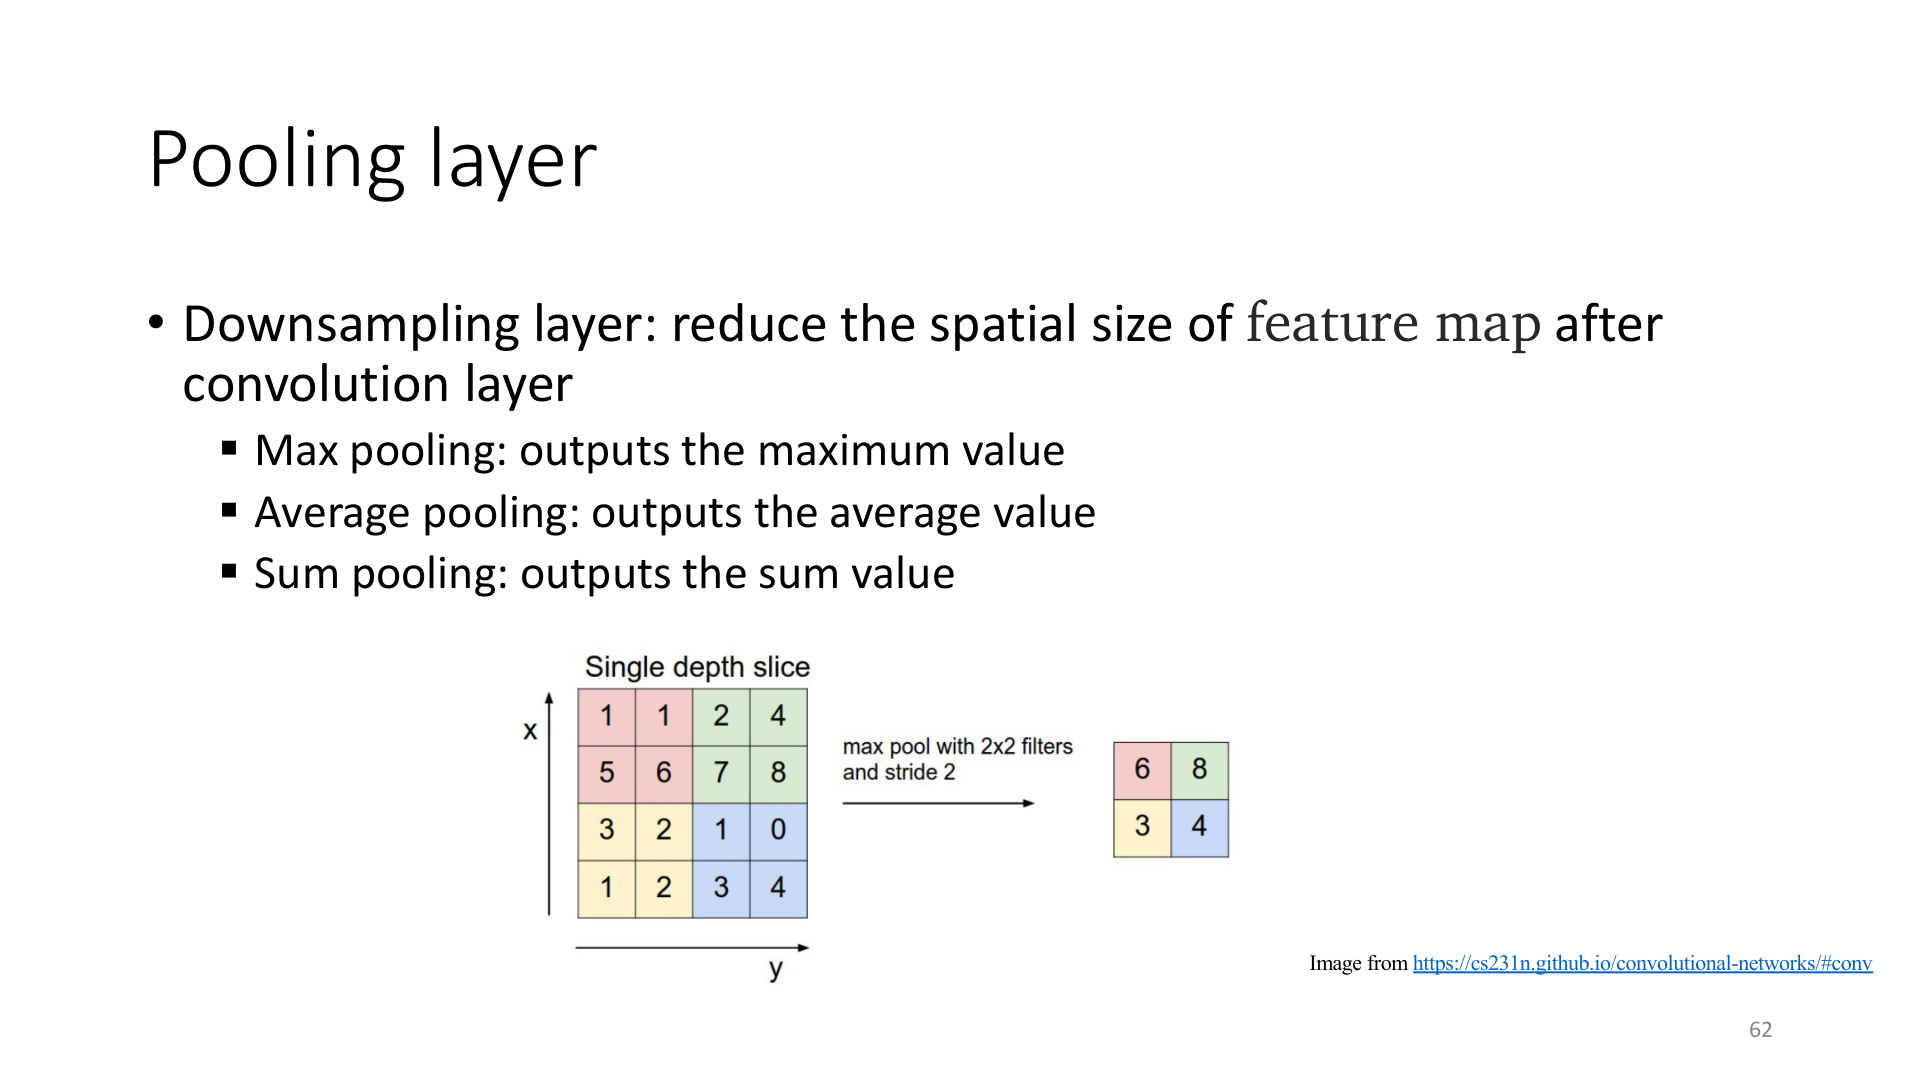 Pooling layer
• Downsampling layer: reduce the spatial size of feature map after
convolution layer
▪ Max pooling: outputs the maximum value
▪ Average pooling: outputs the average value
▪ Sum pooling: outputs the sum value
Single depth slice
x
1 1 2 4
5 6 7 8
3 2 1 0
1 2 3 4
y
max pool with 2x2 filters
and stride 2
6 8
3 4
Image from https://cs231n.github.io/convolutional-networks/#conv
62